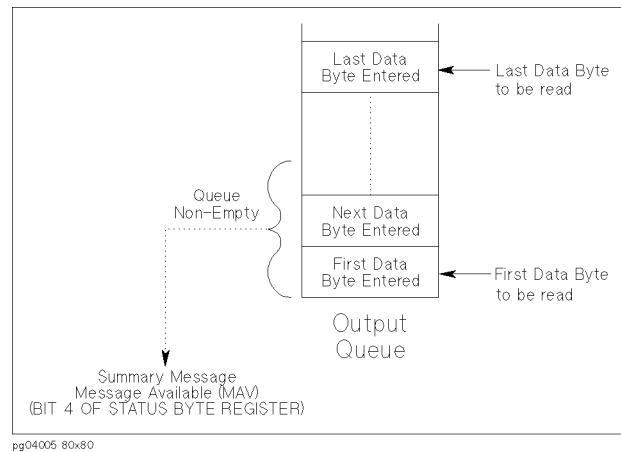 Last Data
Byte Entered
Last Data Byte
to be read
Queue
Non-Empty
Next Data
Byte Entered
First Data
Byte Entered
First Data Byte
to be read
Output
Queue
Summary Message
Message Available (MAV)
(BIT 4 OF STATUS BYTE REGISTER)
pg04005 80x80